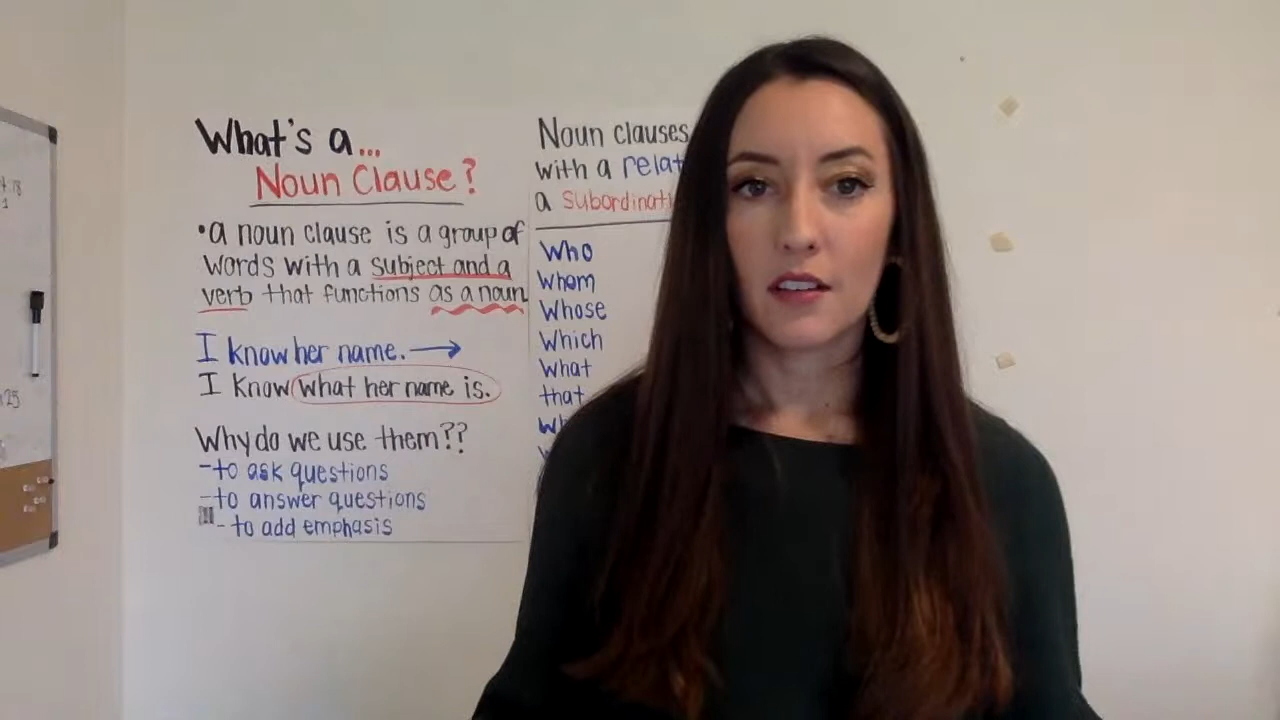 What's a...
Noun Clause?
•a noun clause is a group of
words with a subject and a
verb that functions as a noun
I know her name.→
I know what her name is.
Why do we use them??
-to ask questions
-to answer questions
- to add emphasis
Noun clauses
with a
a
Who
Whom
Whose
Which
What
that